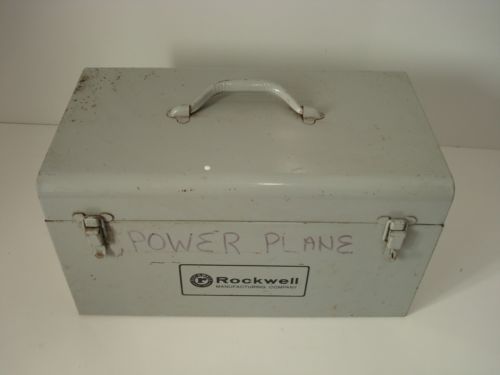 POWER PLANE
Rockwell
MANUFACTURING COMPANY